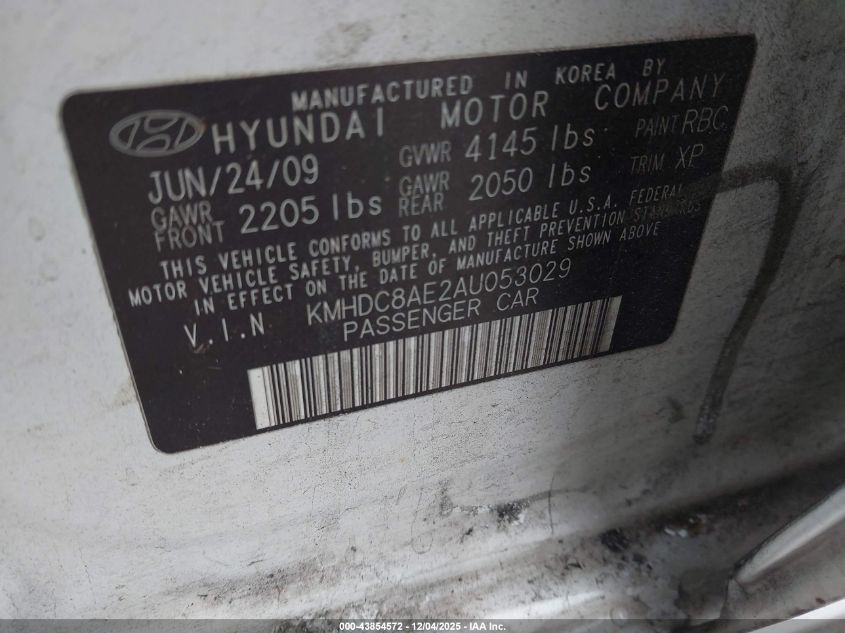 MANUFACTURED IN KOREA BY
HYUNDAI MOTOR COMPANY
JUN/24/09 GVWR 4145 lbs PAINT RBC
GAWR FRONT 2205 lbs GAWR REAR 2050 lbs TRIM XP
THIS VEHICLE CONFORMS TO ALL APPLICABLE U.S.A. FEDERAL
MOTOR VEHICLE SAFETY, BUMPER, AND THEFT PREVENTION STANDARDS
IN EFFECT ON THE DATE OF MANUFACTURE SHOWN ABOVE
V.I.N KMHDC8AE2AU053029
PASSENGER CAR
000-43854572 - 12/04/2025 - IAA Inc.